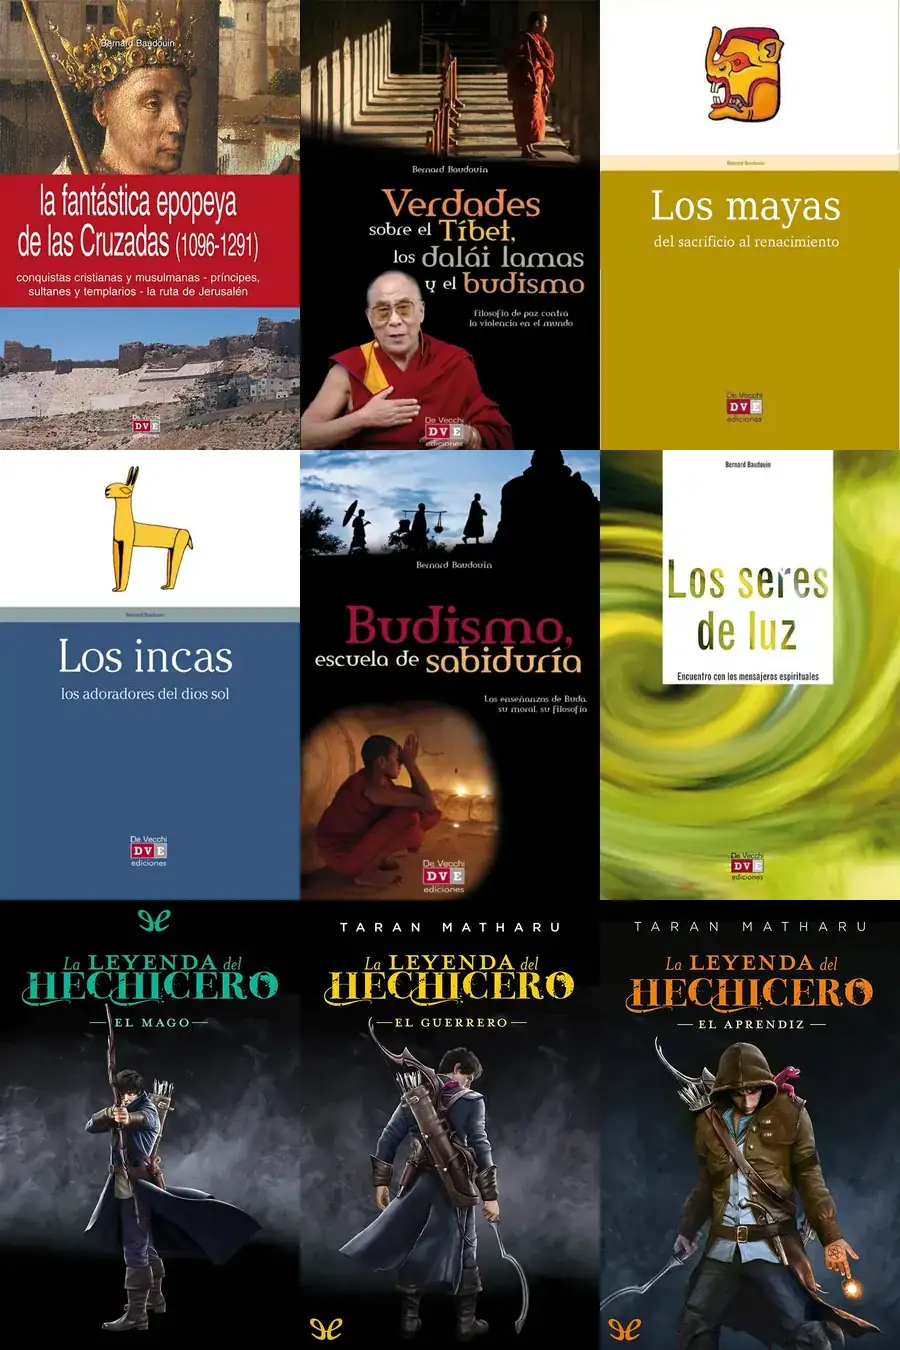 Bernard Baudouin
la fantástica epopeya
de las Cruzadas (1096-1291)
conquistas cristianas y musulmanas - príncipes,
sultanes y templarios - la ruta de Jerusalén
DVE
Bernard Baudouin
Verdades
sobre el Tíbet,
los dalái lamas
y el budismo
Filosofía de paz contra
la violencia en el mundo
De Vecchi
DVE
ediciones
Bernard Baudouin
Los mayas
del sacrificio al renacimiento
De Vecchi
DVE
ediciones
Bernard Baudouin
Los incas
los adoradores del dios sol
De Vecchi
DVE
ediciones
Bernard Baudouin
Budismo,
escuela de sabiduría
Las enseñanzas de Buda,
su moral, su filosofía
De Vecchi
DVE
ediciones
Bernard Baudouin
Los seres
de luz
Encuentro con los mensajeros espirituales
De Vecchi
DVE
ediciones
La LEYENDA del
HECHICERO
EL MAGO
TARAN MATHARU
La LEYENDA del
HECHICERO
EL GUERRERO
TARAN MATHARU
La LEYENDA del
HECHICERO
EL APRENDIZ